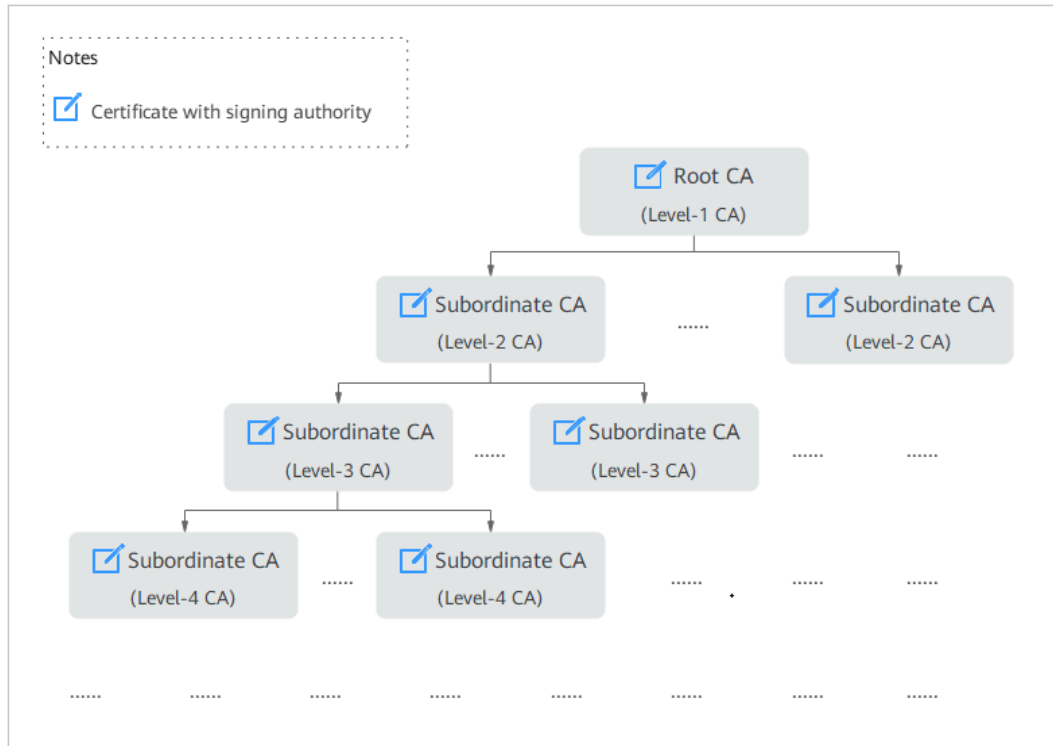 Notes
Certificate with signing authority
Root CA
(Level-1 CA)
Subordinate CA
(Level-2 CA)
......
Subordinate CA
(Level-2 CA)
Subordinate CA
(Level-3 CA)
......
Subordinate CA
(Level-3 CA)
...... ......
Subordinate CA
(Level-4 CA)
......
Subordinate CA
(Level-4 CA)
...... ...... ......
...... ...... ...... ...... ...... ...... ...... ......